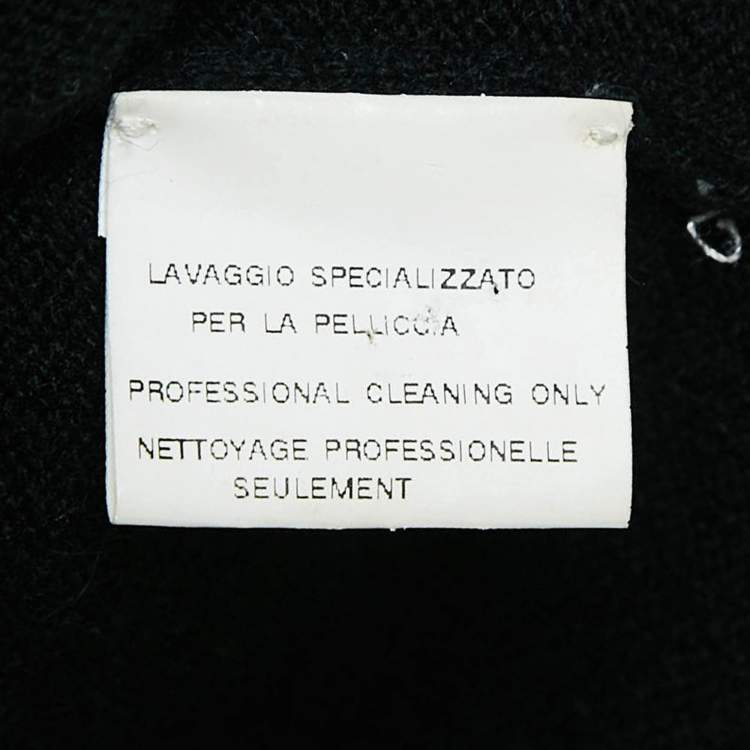 LAVAGGIO SPECIALIZZATO
PER LA PELLICCIA
PROFESSIONAL CLEANING ONLY
NETTOYAGE PROFESSIONELLE
SEULEMENT